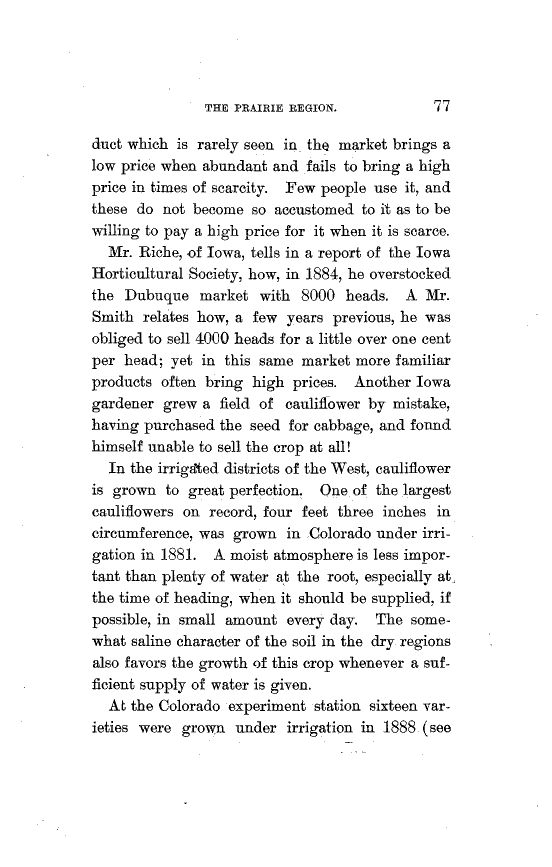 THE PRAIRIE REGION. 77
duct which is rarely seen in the market brings a
low price when abundant and fails to bring a high
price in times of scarcity. Few people use it, and
these do not become so accustomed to it as to be
willing to pay a high price for it when it is scarce.
Mr. Riche, of Iowa, tells in a report of the Iowa
Horticultural Society, how, in 1884, he overstocked
the Dubuque market with 8000 heads. A Mr.
Smith relates how, a few years previous, he was
obliged to sell 4000 heads for a little over one cent
per head; yet in this same market more familiar
products often bring high prices. Another Iowa
gardener grew a field of cauliflower by mistake,
having purchased the seed for cabbage, and found
himself unable to sell the crop at all!
In the irrigated districts of the West, cauliflower
is grown to great perfection. One of the largest
cauliflowers on record, four feet three inches in
circumference, was grown in Colorado under irri-
gation in 1881. A moist atmosphere is less impor-
tant than plenty of water at the root, especially at
the time of heading, when it should be supplied, if
possible, in small amount every day. The some-
what saline character of the soil in the dry regions
also favors the growth of this crop whenever a suf-
ficient supply of water is given.
At the Colorado experiment station sixteen var-
ieties were grown under irrigation in 1888 (see